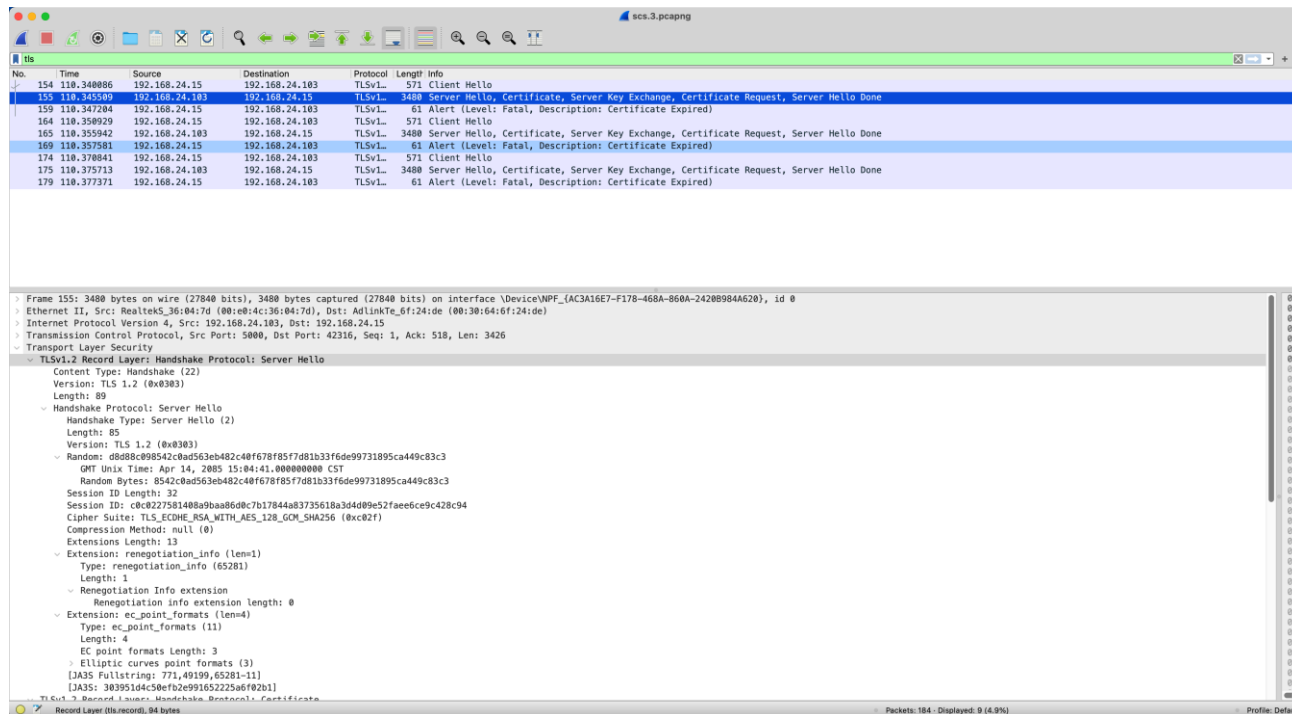 scs.3.pcapng
tls
No. Time Source Destination Protocol Length Info
154 110.340086 192.168.24.15 192.168.24.103 TLSv1… 571 Client Hello
155 110.345509 192.168.24.103 192.168.24.15 TLSv1… 3480 Server Hello, Certificate, Server Key Exchange, Certificate Request, Server Hello Done
159 110.347204 192.168.24.15 192.168.24.103 TLSv1… 61 Alert (Level: Fatal, Description: Certificate Expired)
164 110.350929 192.168.24.15 192.168.24.103 TLSv1… 571 Client Hello
165 110.355942 192.168.24.103 192.168.24.15 TLSv1… 3480 Server Hello, Certificate, Server Key Exchange, Certificate Request, Server Hello Done
169 110.357581 192.168.24.15 192.168.24.103 TLSv1… 61 Alert (Level: Fatal, Description: Certificate Expired)
174 110.370841 192.168.24.15 192.168.24.103 TLSv1… 571 Client Hello
175 110.375713 192.168.24.103 192.168.24.15 TLSv1… 3480 Server Hello, Certificate, Server Key Exchange, Certificate Request, Server Hello Done
179 110.377371 192.168.24.15 192.168.24.103 TLSv1… 61 Alert (Level: Fatal, Description: Certificate Expired)
Frame 155: 3480 bytes on wire (27840 bits), 3480 bytes captured (27840 bits) on interface \Device\NPF_{AC3A16E7-F178-468A-860A-2420B984A620}, id 0
Ethernet II, Src: RealtekS_36:04:7d (00:e0:4c:36:04:7d), Dst: AdlinkTe_6f:24:de (00:30:64:6f:24:de)
Internet Protocol Version 4, Src: 192.168.24.103, Dst: 192.168.24.15
Transmission Control Protocol, Src Port: 5000, Dst Port: 42316, Seq: 1, Ack: 518, Len: 3426
Transport Layer Security
TLSv1.2 Record Layer: Handshake Protocol: Server Hello
Content Type: Handshake (22)
Version: TLS 1.2 (0x0303)
Length: 89
Handshake Protocol: Server Hello
Handshake Type: Server Hello (2)
Length: 85
Version: TLS 1.2 (0x0303)
Random: d8d88c098542c0ad563eb482c40f678f85f7d81b33f6de99731895ca449c83c3
GMT Unix Time: Apr 14, 2085 15:04:41.000000000 CST
Random Bytes: 8542c0ad563eb482c40f678f85f7d81b33f6de99731895ca449c83c3
Session ID Length: 32
Session ID: c0c0227581408a9baa86d0c7b17844a83735618a3d4d09e52faee6ce9c428c94
Cipher Suite: TLS_ECDHE_RSA_WITH_AES_128_GCM_SHA256 (0xc02f)
Compression Method: null (0)
Extensions Length: 13
Extension: renegotiation_info (len=1)
Type: renegotiation_info (65281)
Length: 1
Renegotiation Info extension
Renegotiation info extension length: 0
Extension: ec_point_formats (len=4)
Type: ec_point_formats (11)
Length: 4
EC point formats Length: 3
Elliptic curves point formats (3)
[JA3S Fullstring: 771,49199,65281-11]
[JA3S: 303951d4c50efb2e991652225a6f02b1]
TLSv1.2 Record Layer: Handshake Protocol: Certificate
Record Layer (tls.record), 94 bytes Packets: 184 · Displayed: 9 (4.9%) Profile: Defa